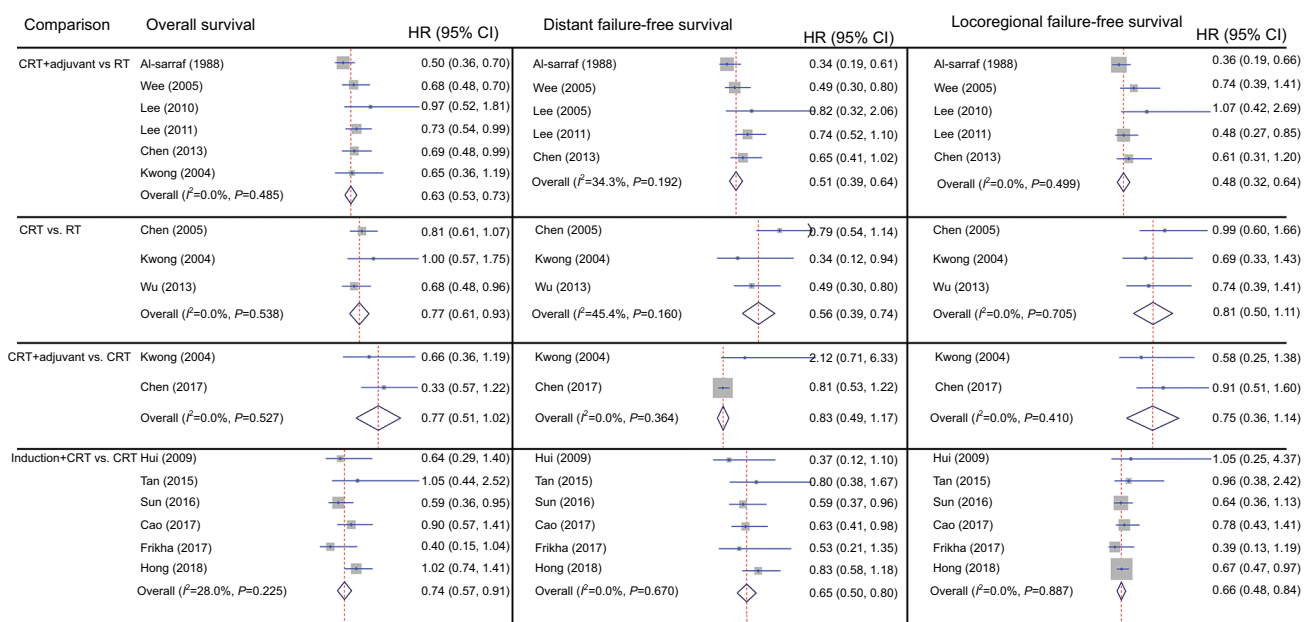 Comparison Overall survival HR (95% CI) Distant failure-free survival HR (95% CI) Locoregional failure-free survival HR (95% CI)
CRT+adjuvant vs RT Al-sarraf (1988) 0.50 (0.36, 0.70) Al-sarraf (1988) 0.34 (0.19, 0.61) Al-sarraf (1988) 0.36 (0.19, 0.66)
Wee (2005) 0.68 (0.48, 0.70) Wee (2005) 0.49 (0.30, 0.80) Wee (2005) 0.74 (0.39, 1.41)
Lee (2010) 0.97 (0.52, 1.81) Lee (2005) 0.82 (0.32, 2.06) Lee (2010) 1.07 (0.42, 2.69)
Lee (2011) 0.73 (0.54, 0.99) Lee (2011) 0.74 (0.52, 1.10) Lee (2011) 0.48 (0.27, 0.85)
Chen (2013) 0.69 (0.48, 0.99) Chen (2013) 0.65 (0.41, 1.02) Chen (2013) 0.61 (0.31, 1.20)
Kwong (2004) 0.65 (0.36, 1.19)
Overall (I²=0.0%, P=0.485) 0.63 (0.53, 0.73) Overall (I²=34.3%, P=0.192) 0.51 (0.39, 0.64) Overall (I²=0.0%, P=0.499) 0.48 (0.32, 0.64)
CRT vs. RT Chen (2005) 0.81 (0.61, 1.07) Chen (2005) 0.79 (0.54, 1.14) Chen (2005) 0.99 (0.60, 1.66)
Kwong (2004) 1.00 (0.57, 1.75) Kwong (2004) 0.34 (0.12, 0.94) Kwong (2004) 0.69 (0.33, 1.43)
Wu (2013) 0.68 (0.48, 0.96) Wu (2013) 0.49 (0.30, 0.80) Wu (2013) 0.74 (0.39, 1.41)
Overall (I²=0.0%, P=0.538) 0.77 (0.61, 0.93) Overall (I²=45.4%, P=0.160) 0.56 (0.39, 0.74) Overall (I²=0.0%, P=0.705) 0.81 (0.50, 1.11)
CRT+adjuvant vs. CRT Kwong (2004) 0.66 (0.36, 1.19) Kwong (2004) 2.12 (0.71, 6.33) Kwong (2004) 0.58 (0.25, 1.38)
Chen (2017) 0.33 (0.57, 1.22) Chen (2017) 0.81 (0.53, 1.22) Chen (2017) 0.91 (0.51, 1.60)
Overall (I²=0.0%, P=0.527) 0.77 (0.51, 1.02) Overall (I²=0.0%, P=0.364) 0.83 (0.49, 1.17) Overall (I²=0.0%, P=0.410) 0.75 (0.36, 1.14)
Induction+CRT vs. CRT Hui (2009) 0.64 (0.29, 1.40) Hui (2009) 0.37 (0.12, 1.10) Hui (2009) 1.05 (0.25, 4.37)
Tan (2015) 1.05 (0.44, 2.52) Tan (2015) 0.80 (0.38, 1.67) Tan (2015) 0.96 (0.38, 2.42)
Sun (2016) 0.59 (0.36, 0.95) Sun (2016) 0.59 (0.37, 0.96) Sun (2016) 0.64 (0.36, 1.13)
Cao (2017) 0.90 (0.57, 1.41) Cao (2017) 0.63 (0.41, 0.98) Cao (2017) 0.78 (0.43, 1.41)
Frikha (2017) 0.40 (0.15, 1.04) Frikha (2017) 0.53 (0.21, 1.35) Frikha (2017) 0.39 (0.13, 1.19)
Hong (2018) 1.02 (0.74, 1.41) Hong (2018) 0.83 (0.58, 1.18) Hong (2018) 0.67 (0.47, 0.97)
Overall (I²=28.0%, P=0.225) 0.74 (0.57, 0.91) Overall (I²=0.0%, P=0.670) 0.65 (0.50, 0.80) Overall (I²=0.0%, P=0.887) 0.66 (0.48, 0.84)